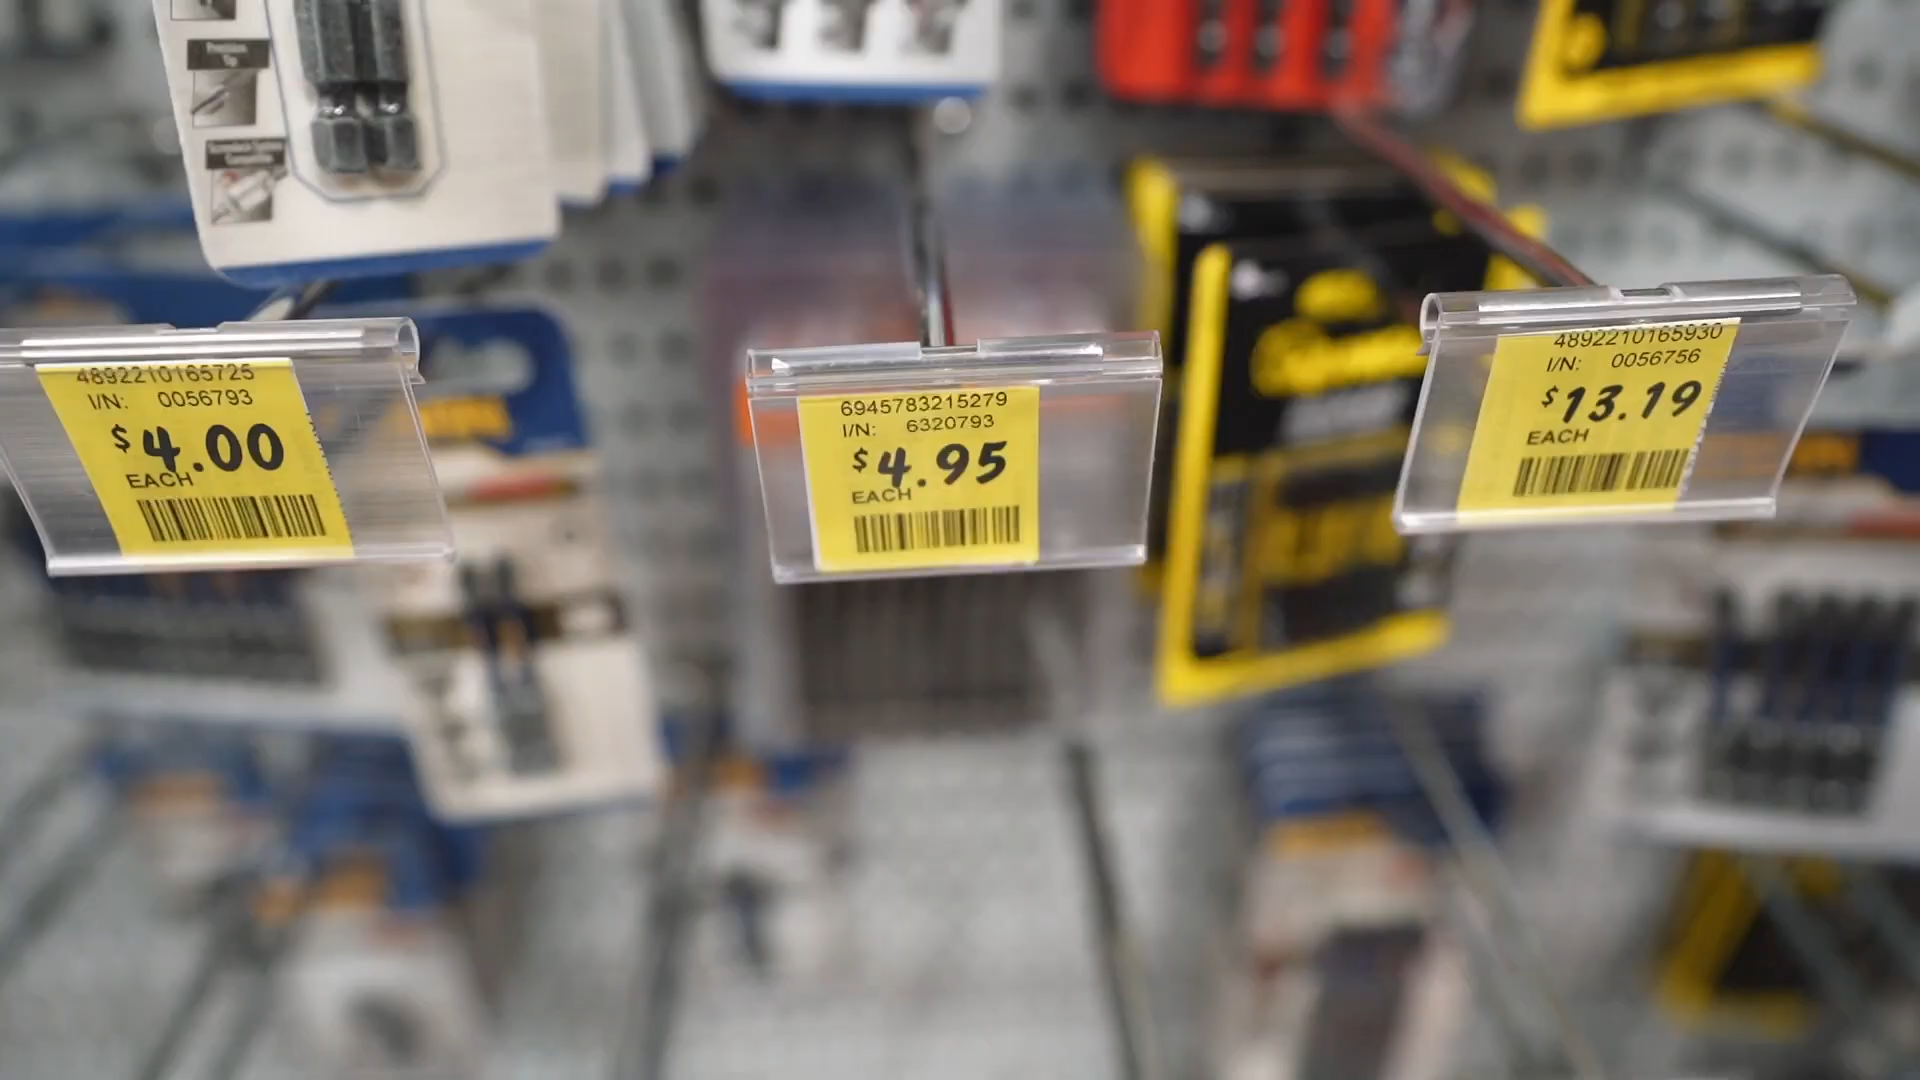 4892210165725
I/N: 0056793
$4.00
EACH
6945783215279
I/N: 6320793
$4.95
EACH
4892210165930
I/N: 0056756
$13.19
EACH